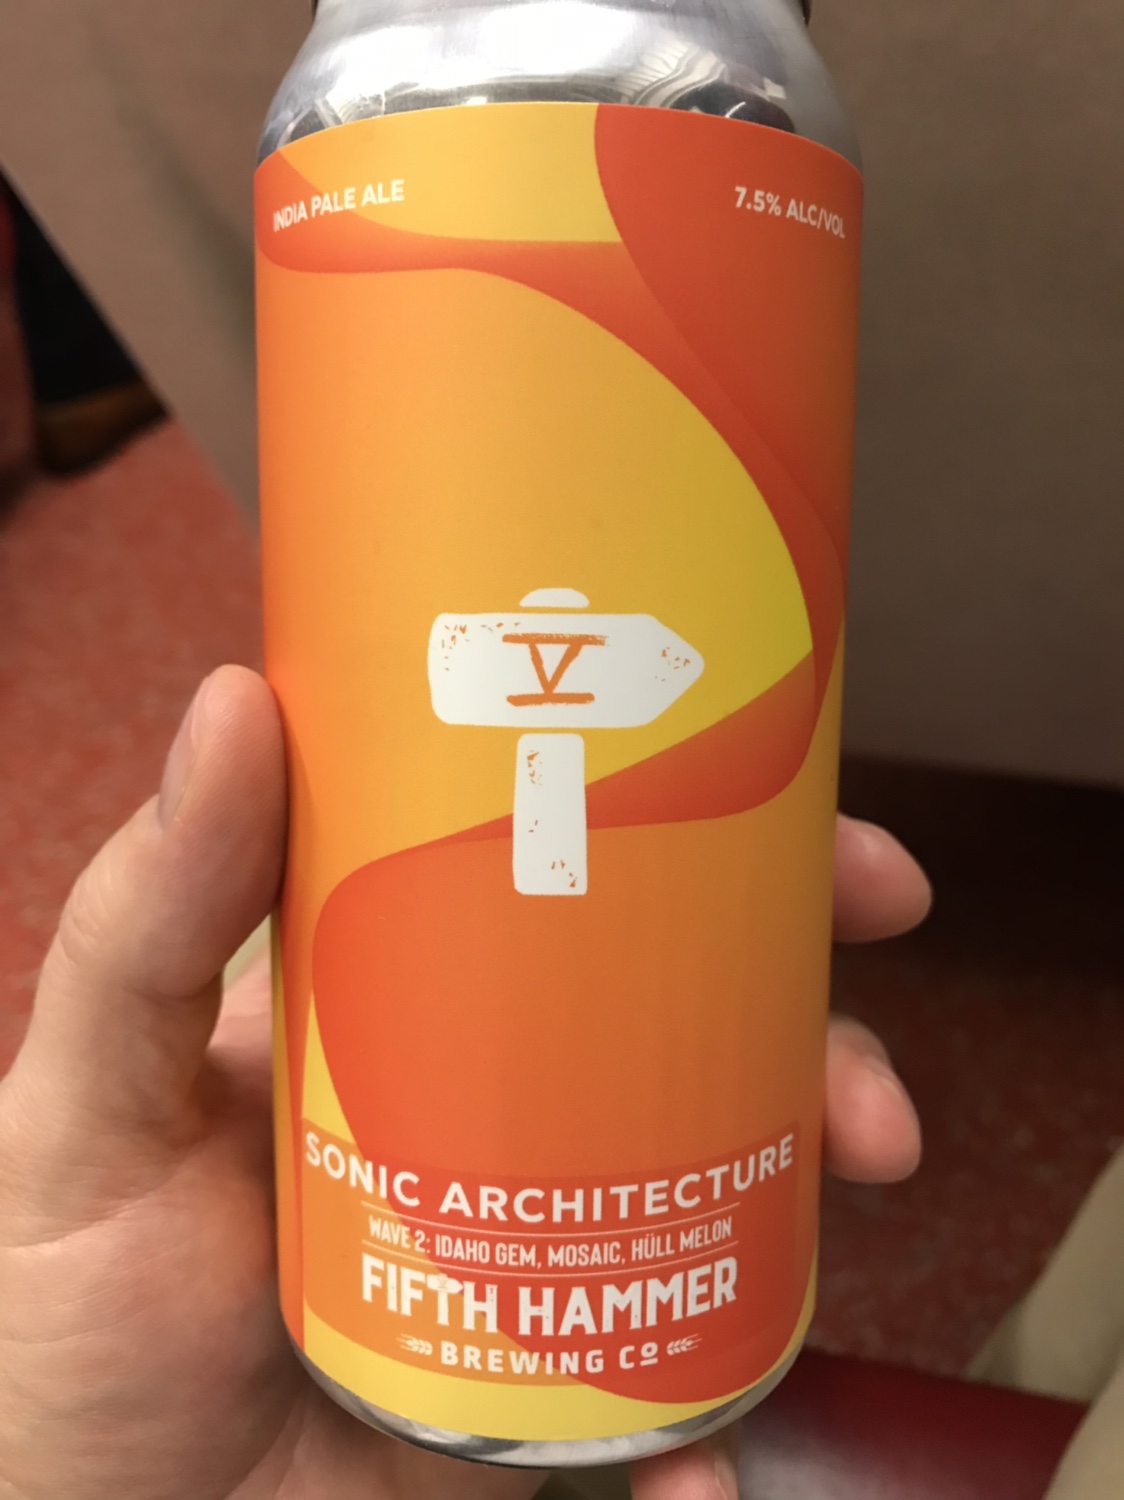 INDIA PALE ALE
7.5% ALC/VOL
V
SONIC ARCHITECTURE
WAVE 2: IDAHO GEM, MOSAIC, HÜLL MELON
FIFTH HAMMER
BREWING Cº